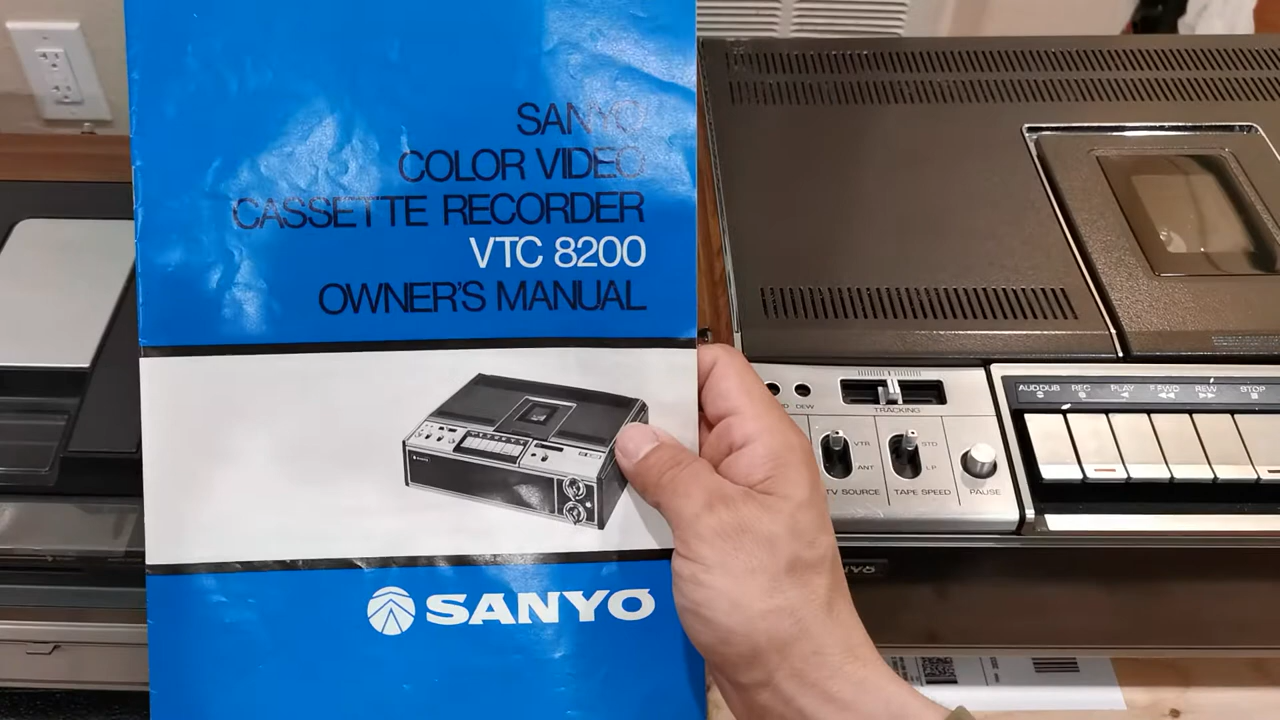 SANYO
COLOR VIDEO
CASSETTE RECORDER
VTC 8200
OWNER'S MANUAL
SANYO
DEW
TRACKING
AUD DUB REC PLAY F.FWD REW STOP
VTR
ANT
TV SOURCE
STD
LP
TAPE SPEED
PAUSE